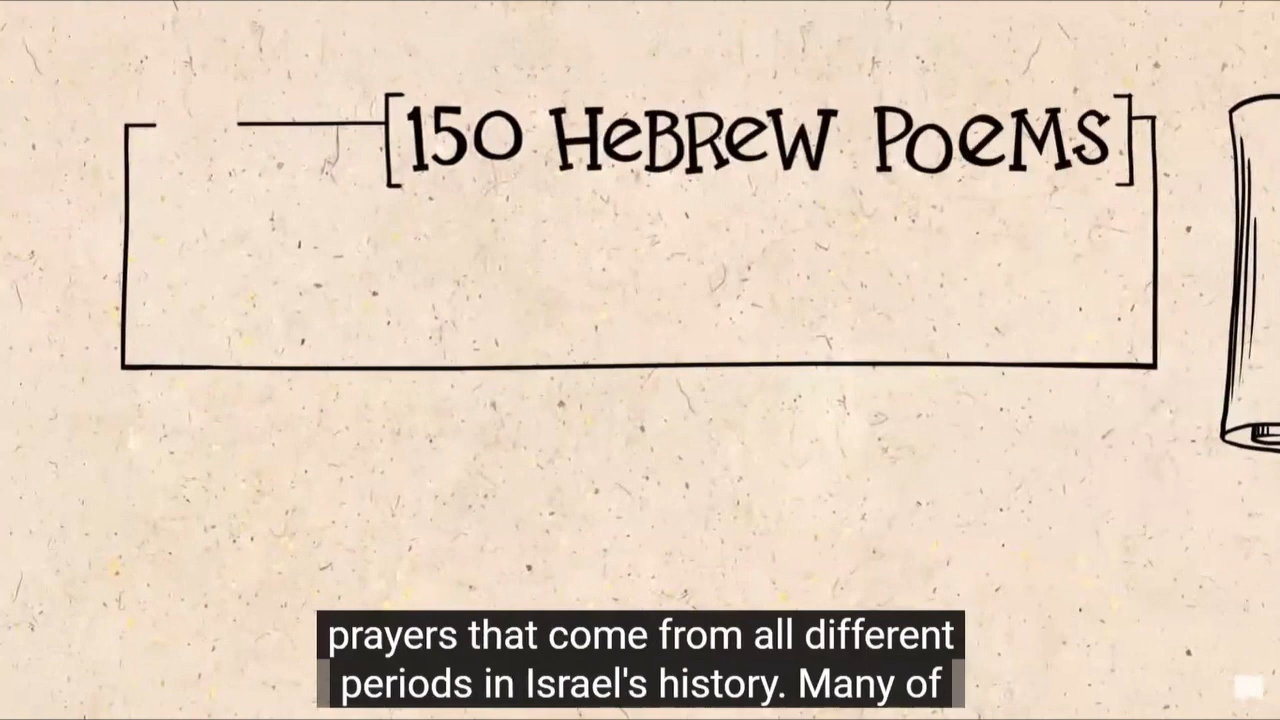 [150 HeBReW PoeMS]
prayers that come from all different
periods in Israel's history. Many of